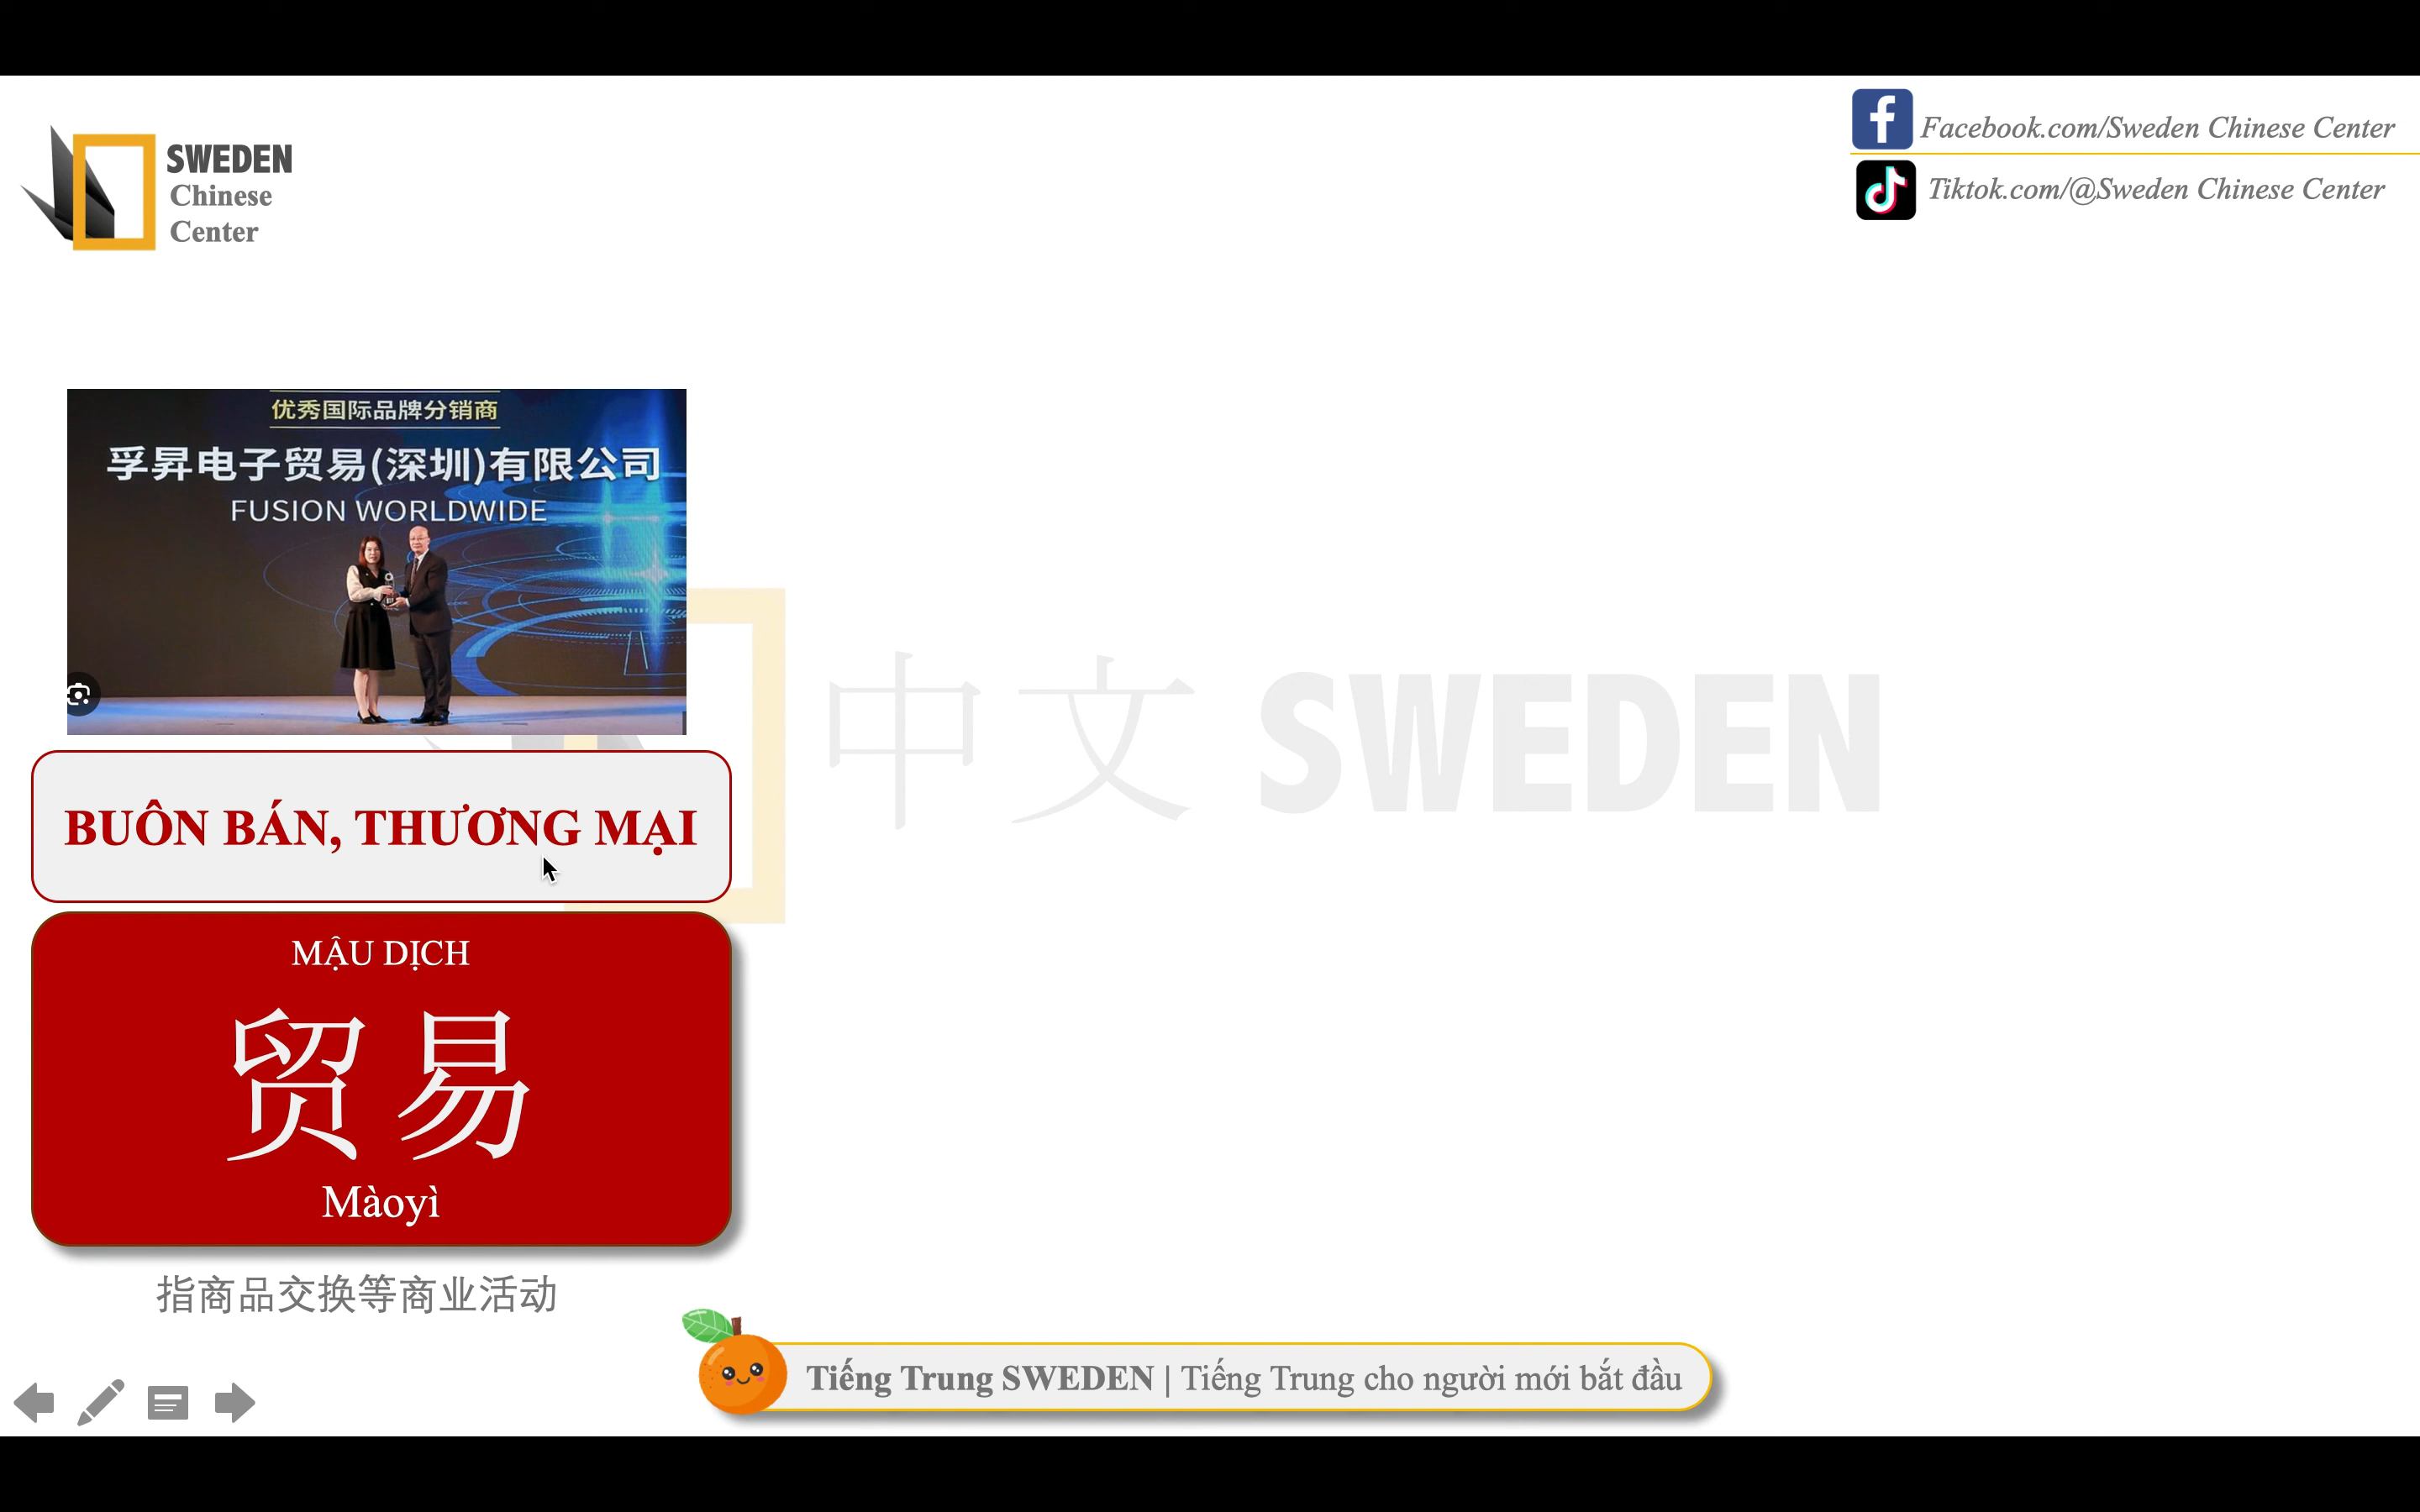 SWEDEN
Chinese
Center
Facebook.com/Sweden Chinese Center
Tiktok.com/@Sweden Chinese Center
优秀国际品牌分销商
孚昇电子贸易(深圳)有限公司
FUSION WORLDWIDE
中文 SWEDEN
BUÔN BÁN, THƯƠNG MẠI
MẬU DỊCH
贸易
Màoyì
指商品交换等商业活动
Tiếng Trung SWEDEN | Tiếng Trung cho người mới bắt đầu